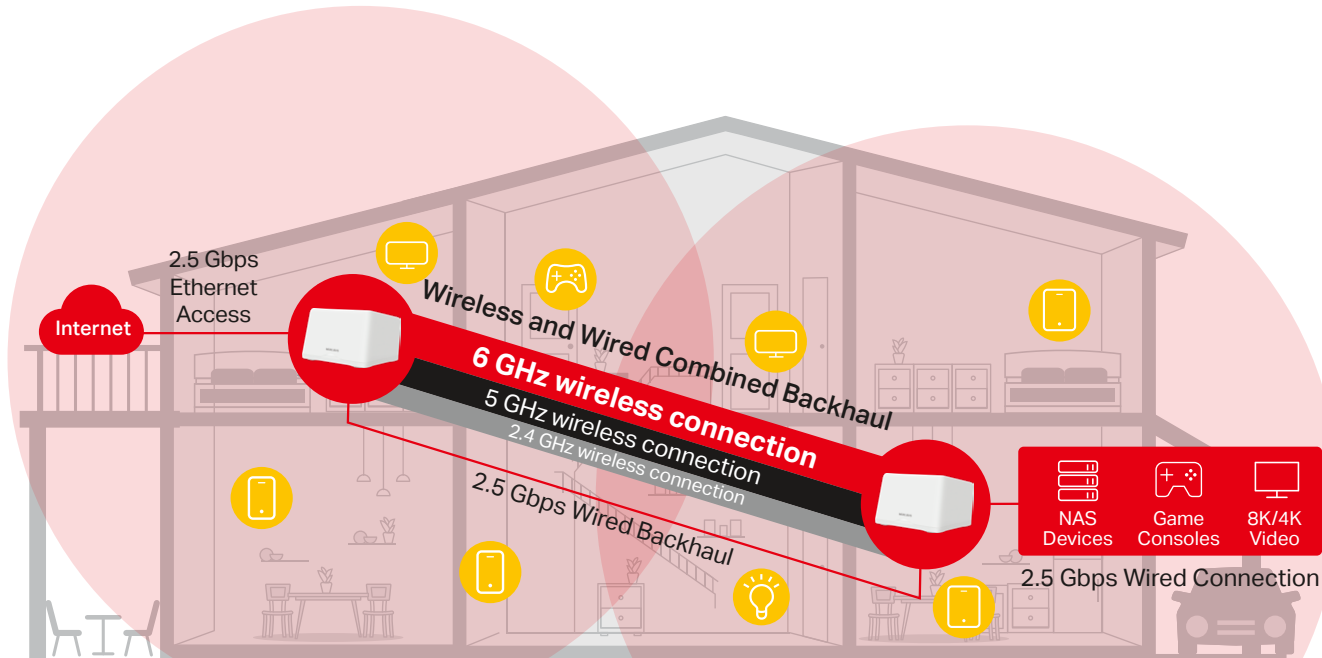 2.5 Gbps
Ethernet
Access
Internet
Wireless and Wired Combined Backhaul
6 GHz wireless connection
5 GHz wireless connection
2.4 GHz wireless connection
2.5 Gbps Wired Backhaul
NAS
Devices
Game
Consoles
8K/4K
Video
2.5 Gbps Wired Connection